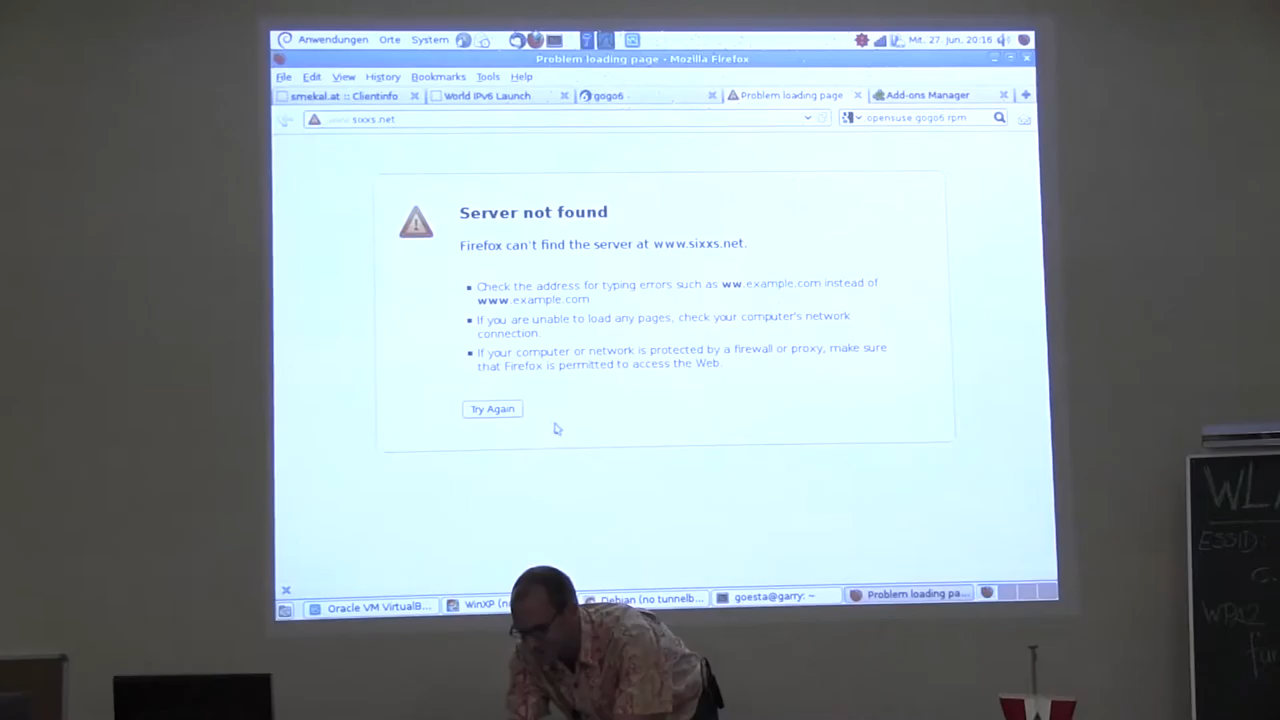 Anwendungen Orte System Mit. 27. Jun, 20:16
Problem loading page - Mozilla Firefox
File Edit View History Bookmarks Tools Help
smekal.at :: Clientinfo World IPv6 Launch gogo6 Problem loading page Add-ons Manager
www.sixxs.net opensuse gogo6 rpm
Server not found
Firefox can't find the server at www.sixxs.net.
Check the address for typing errors such as ww.example.com instead of
www.example.com
If you are unable to load any pages, check your computer's network
connection.
If your computer or network is protected by a firewall or proxy, make sure
that Firefox is permitted to access the Web.
Try Again
Oracle VM VirtualB... WinXP (n Debian (no tunnelb... goesta@garry: ~ Problem loading pa...
WL
ESSID:
WPA2